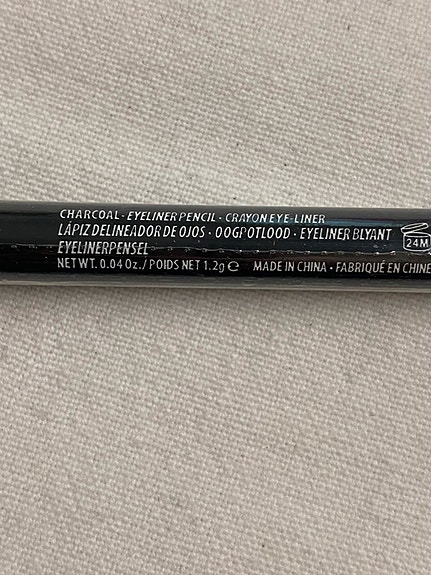 CHARCOAL · EYELINER PENCIL · CRAYON EYE-LINER
LÁPIZ DELINEADOR DE OJOS · OOGPOTLOOD · EYELINER BLYANT
EYELINERPENSEL
24M
NET WT. 0.04 Oz./ POIDS NET 1.2g ℮ MADE IN CHINA · FABRIQUÉ EN CHINE